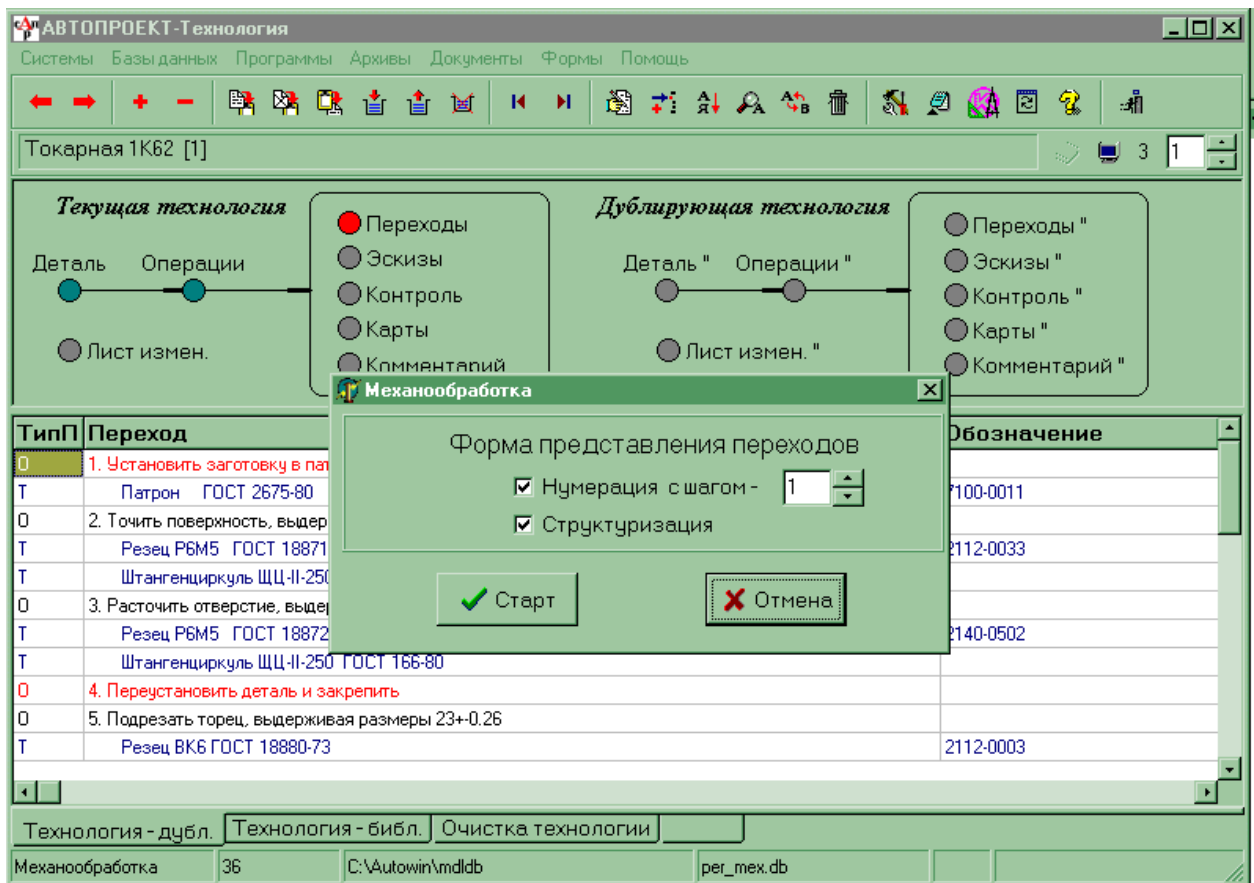 АВТОПРОЕКТ-Технология
Системы Базы данных Программы Архивы Документы Формы Помощь
Токарная 1К62 [1]
3 1
Текущая технология
Дублирующая технология
Переходы
Переходы "
Деталь Операции
Эскизы
Деталь " Операции "
Эскизы "
Контроль
Контроль "
Карты
Карты "
Лист измен.
Лист измен. "
Комментарий
Комментарий "
Механообработка
Форма представления переходов
Нумерация с шагом - 1
Структуризация
Старт Отмена
ТипП Переход Обозначение
О 1. Установить заготовку в пат
Т Патрон ГОСТ 2675-80 7100-0011
О 2. Точить поверхность, выдер
Т Резец Р6М5 ГОСТ 18871 2112-0033
Т Штангенциркуль ЩЦ-II-250
О 3. Расточить отверстие, выдер
Т Резец Р6М5 ГОСТ 18872 2140-0502
Т Штангенциркуль ЩЦ-II-250 ГОСТ 166-80
О 4. Переустановить деталь и закрепить
О 5. Подрезать торец, выдерживая размеры 23+-0.26
Т Резец ВК6 ГОСТ 18880-73 2112-0003
Технология - дубл. Технология - библ. Очистка технологии
Механообработка 36 C:\Autowin\mdldb per_mex.db